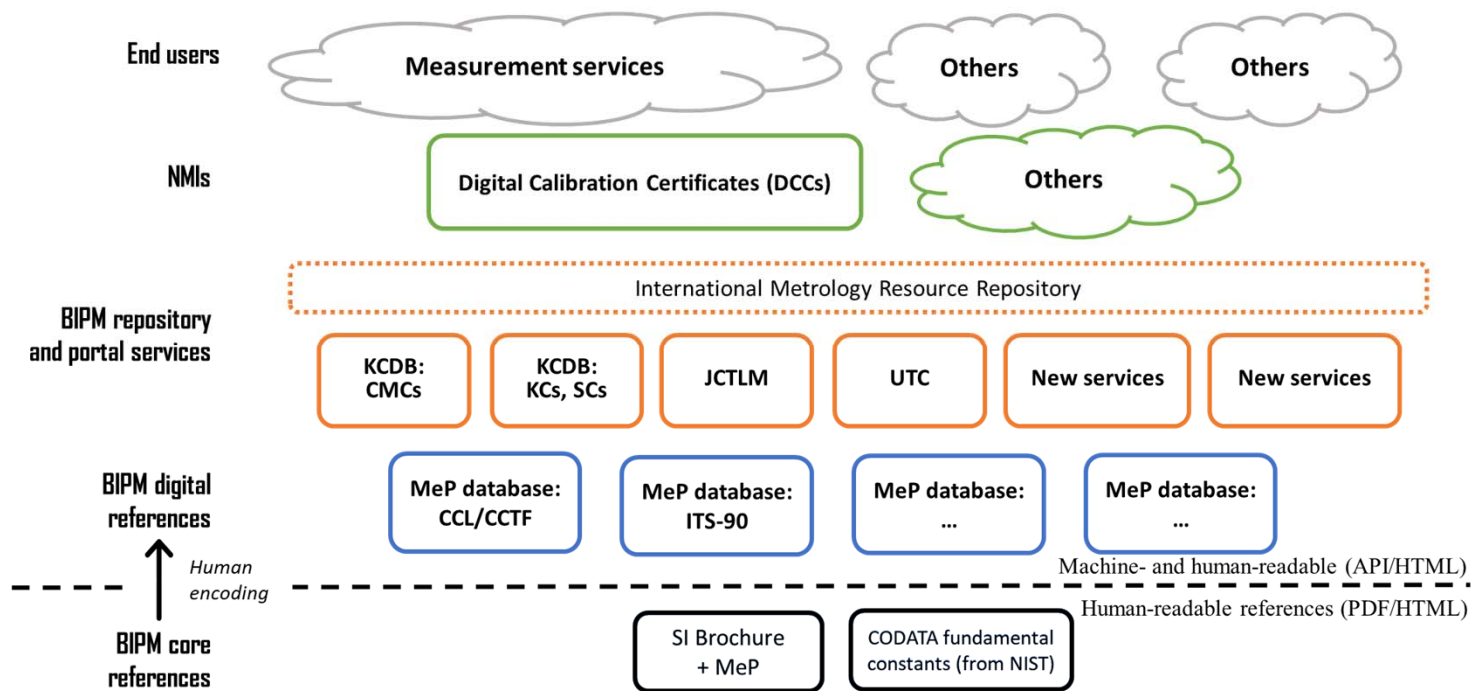 End users
Measurement services
Others
Others
NMIs
Digital Calibration Certificates (DCCs)
Others
BIPM repository
and portal services
International Metrology Resource Repository
KCDB:
CMCs
KCDB:
KCs, SCs
JCTLM
UTC
New services
New services
BIPM digital
references
MeP database:
CCL/CCTF
MeP database:
ITS-90
MeP database:
...
MeP database:
...
Human
encoding
Machine- and human-readable (API/HTML)
Human-readable references (PDF/HTML)
BIPM core
references
SI Brochure
+ MeP
CODATA fundamental
constants (from NIST)